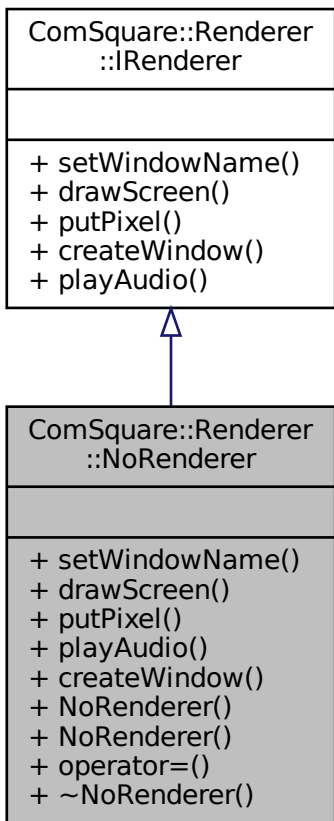 ComSquare::Renderer
::IRenderer
+ setWindowName()
+ drawScreen()
+ putPixel()
+ createWindow()
+ playAudio()
ComSquare::Renderer
::NoRenderer
+ setWindowName()
+ drawScreen()
+ putPixel()
+ playAudio()
+ createWindow()
+ NoRenderer()
+ NoRenderer()
+ operator=()
+ ~NoRenderer()